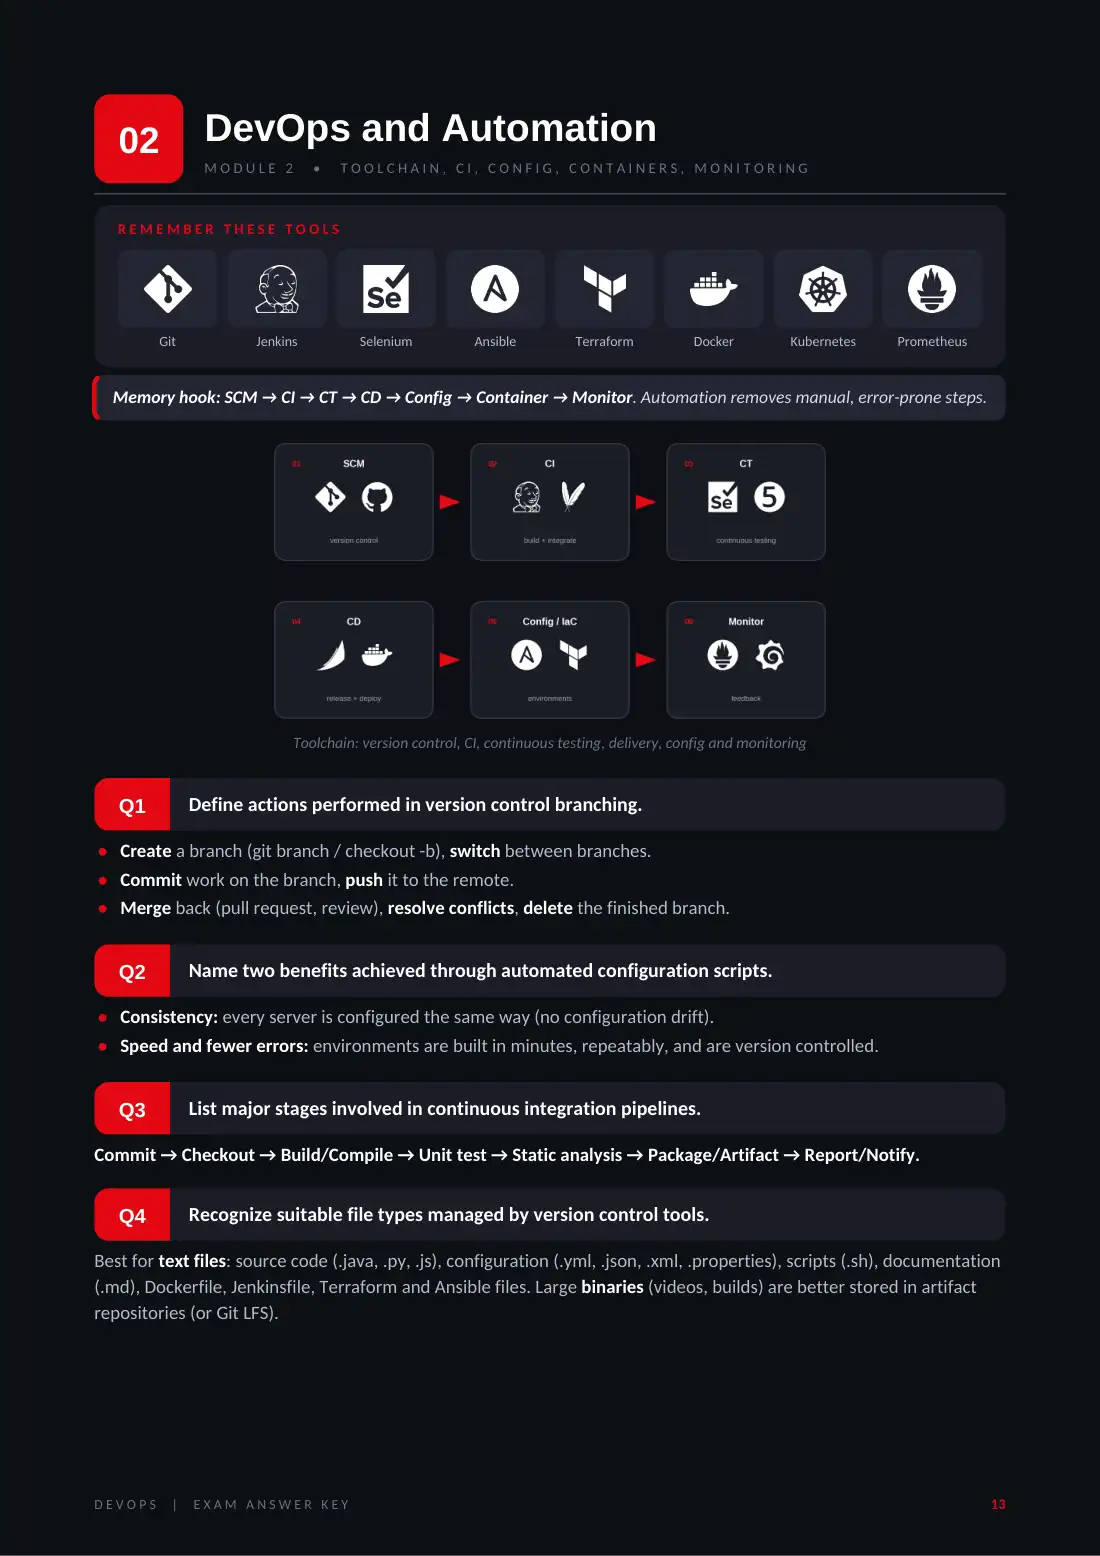 02
DevOps and Automation
MODULE 2 • TOOLCHAIN, CI, CONFIG, CONTAINERS, MONITORING
REMEMBER THESE TOOLS
Se
Git Jenkins Selenium Ansible Terraform Docker Kubernetes Prometheus
Memory hook: SCM → CI → CT → CD → Config → Container → Monitor. Automation removes manual, error-prone steps.
01 SCM 02 CI 03 CT
Se 5
version control build + integrate continuous testing
04 CD 05 Config / IaC 06 Monitor
release + deploy environments feedback
Toolchain: version control, CI, continuous testing, delivery, config and monitoring
Q1 Define actions performed in version control branching.
• Create a branch (git branch / checkout -b), switch between branches.
• Commit work on the branch, push it to the remote.
• Merge back (pull request, review), resolve conflicts, delete the finished branch.
Q2 Name two benefits achieved through automated configuration scripts.
• Consistency: every server is configured the same way (no configuration drift).
• Speed and fewer errors: environments are built in minutes, repeatably, and are version controlled.
Q3 List major stages involved in continuous integration pipelines.
Commit → Checkout → Build/Compile → Unit test → Static analysis → Package/Artifact → Report/Notify.
Q4 Recognize suitable file types managed by version control tools.
Best for text files: source code (.java, .py, .js), configuration (.yml, .json, .xml, .properties), scripts (.sh), documentation
(.md), Dockerfile, Jenkinsfile, Terraform and Ansible files. Large binaries (videos, builds) are better stored in artifact
repositories (or Git LFS).
DEVOPS | EXAM ANSWER KEY 13